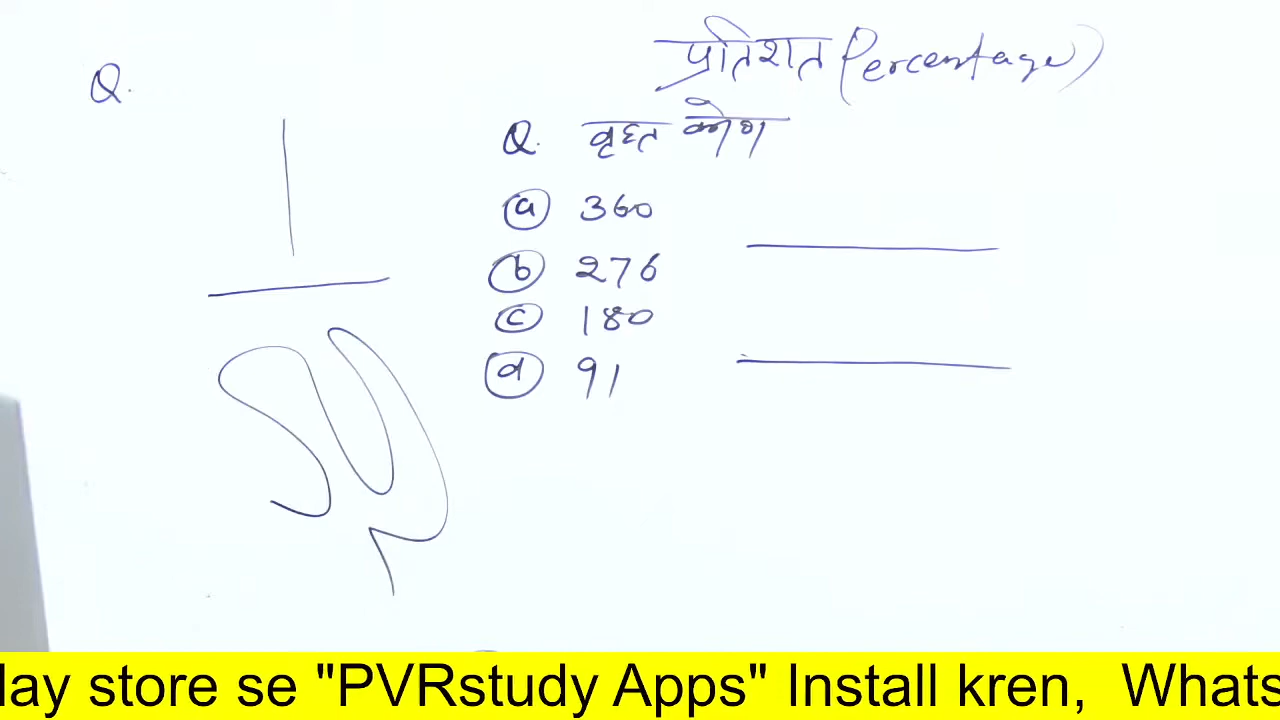 प्रतिशत (Percentage)
Q.
Q. वृहत कोण
(a) 360
(b) 276
(c) 180
(d) 91
lay store se "PVRstudy Apps" Install kren, Whats